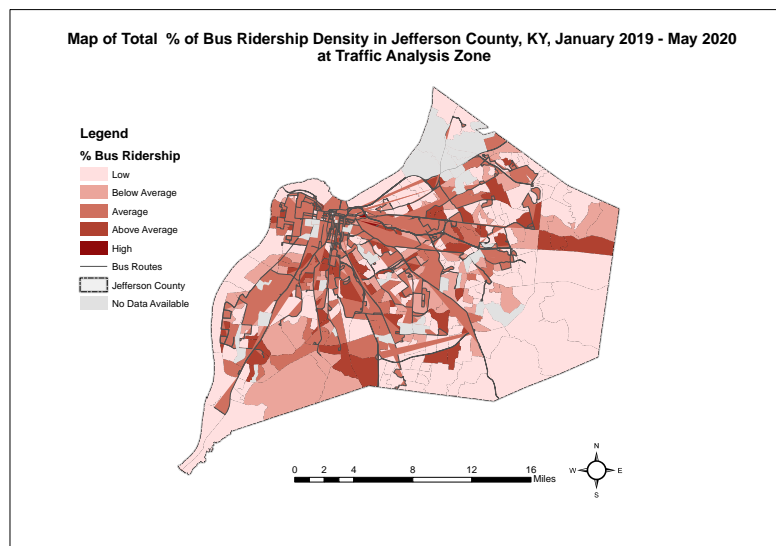 Map of Total % of Bus Ridership Density in Jefferson County, KY, January 2019 - May 2020
at Traffic Analysis Zone
Legend
% Bus Ridership
Low
Below Average
Average
Above Average
High
Bus Routes
Jefferson County
No Data Available
0 2 4 8 12 16
Miles
N
W E
S